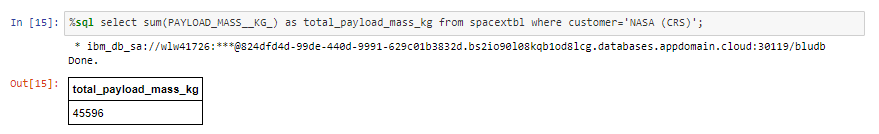 In [15]: %sql select sum(PAYLOAD_MASS__KG_) as total_payload_mass_kg from spacextbl where customer='NASA (CRS)';
* ibm_db_sa://wlw41726:***@824dfd4d-99de-440d-9991-629c01b3832d.bs2io90l08kqb1od8lcg.databases.appdomain.cloud:30119/bludb
Done.
Out[15]: total_payload_mass_kg
45596